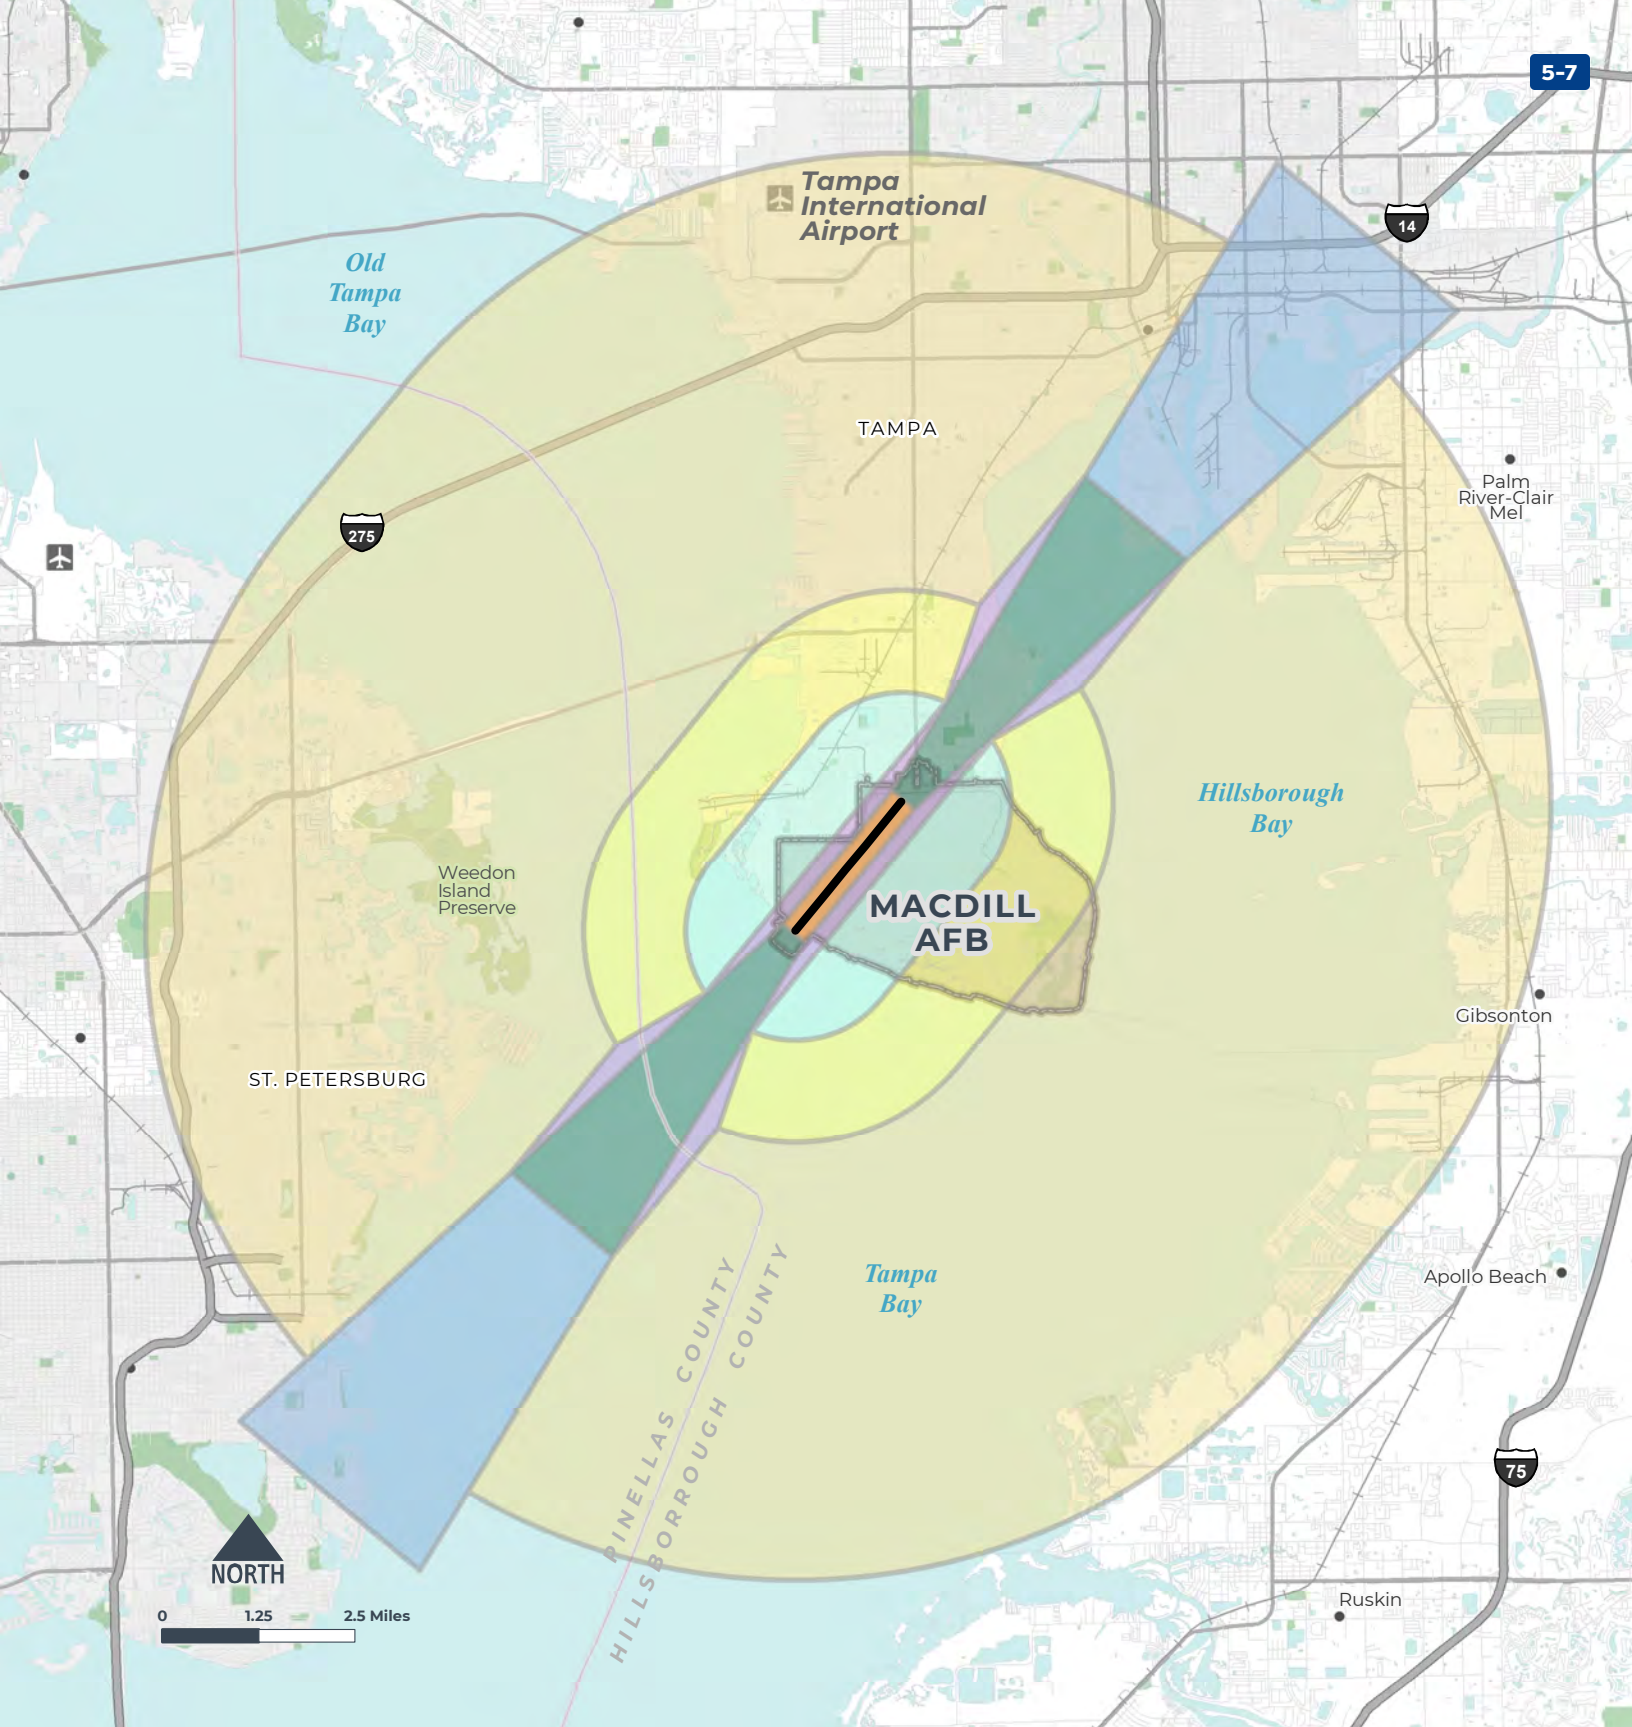 5-7
Tampa
International
Airport
14
Old
Tampa
Bay
TAMPA
Palm
River-Clair
Mel
275
Hillsborough
Bay
Weedon
Island
Preserve
MACDILL
AFB
Gibsonton
ST. PETERSBURG
Apollo Beach
Tampa
Bay
PINELLAS COUNTY
HILLSBORROUGH COUNTY
75
NORTH
Ruskin
0 1.25 2.5 Miles